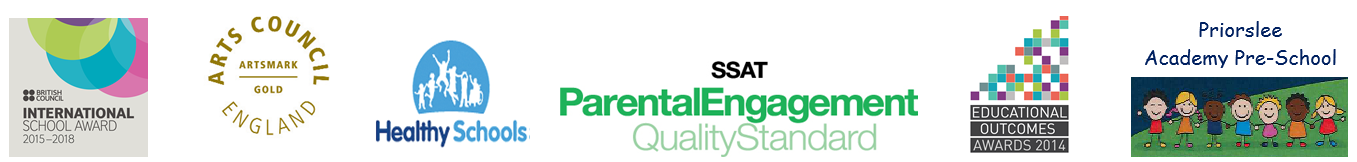 BRITISH
COUNCIL
INTERNATIONAL
SCHOOL AWARD
2015–2018
ARTS COUNCIL
ARTSMARK
GOLD
ENGLAND
Healthy Schools
SSAT
ParentalEngagement
QualityStandard
EDUCATIONAL
OUTCOMES
AWARDS 2014
Priorslee
Academy Pre-School